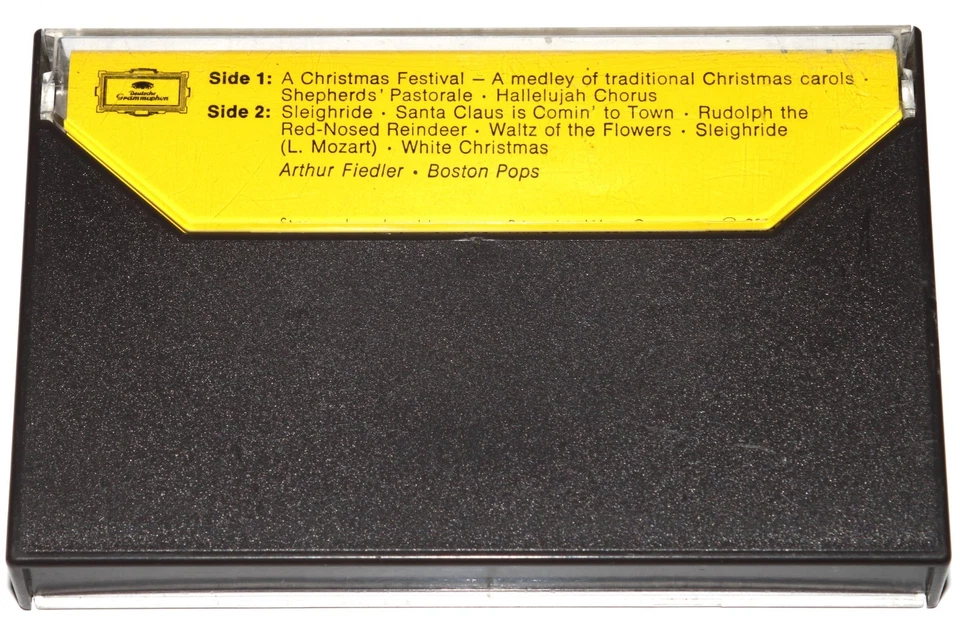 Deutsche
Grammophon
Side 1: A Christmas Festival – A medley of traditional Christmas carols ·
Shepherds' Pastorale · Hallelujah Chorus
Side 2: Sleighride · Santa Claus is Comin' to Town · Rudolph the
Red-Nosed Reindeer · Waltz of the Flowers · Sleighride
(L. Mozart) · White Christmas
Arthur Fiedler · Boston Pops